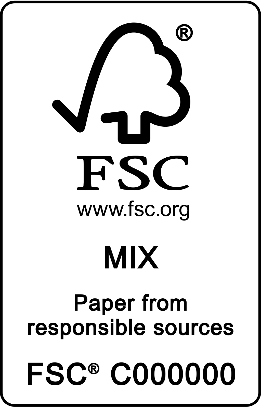 ®
FSC
www.fsc.org
MIX
Paper from
responsible sources
FSC® C000000